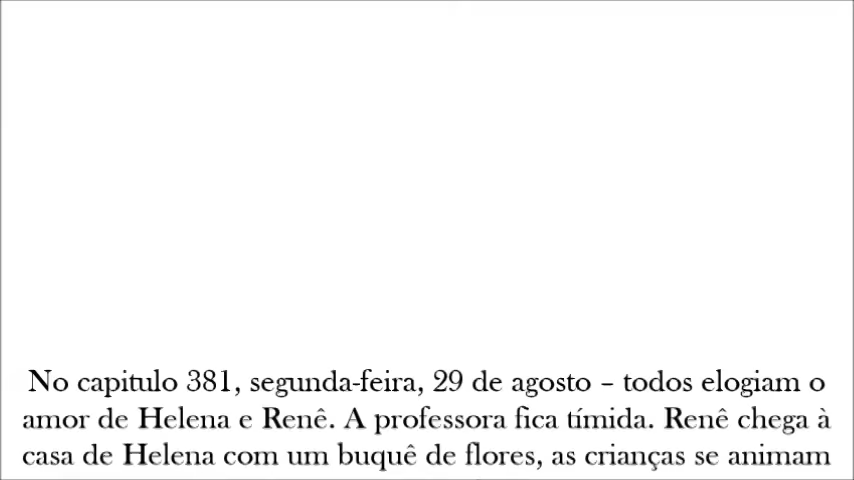 No capitulo 381, segunda-feira, 29 de agosto – todos elogiam o
amor de Helena e Renê. A professora fica tímida. Renê chega à
casa de Helena com um buquê de flores, as crianças se animam